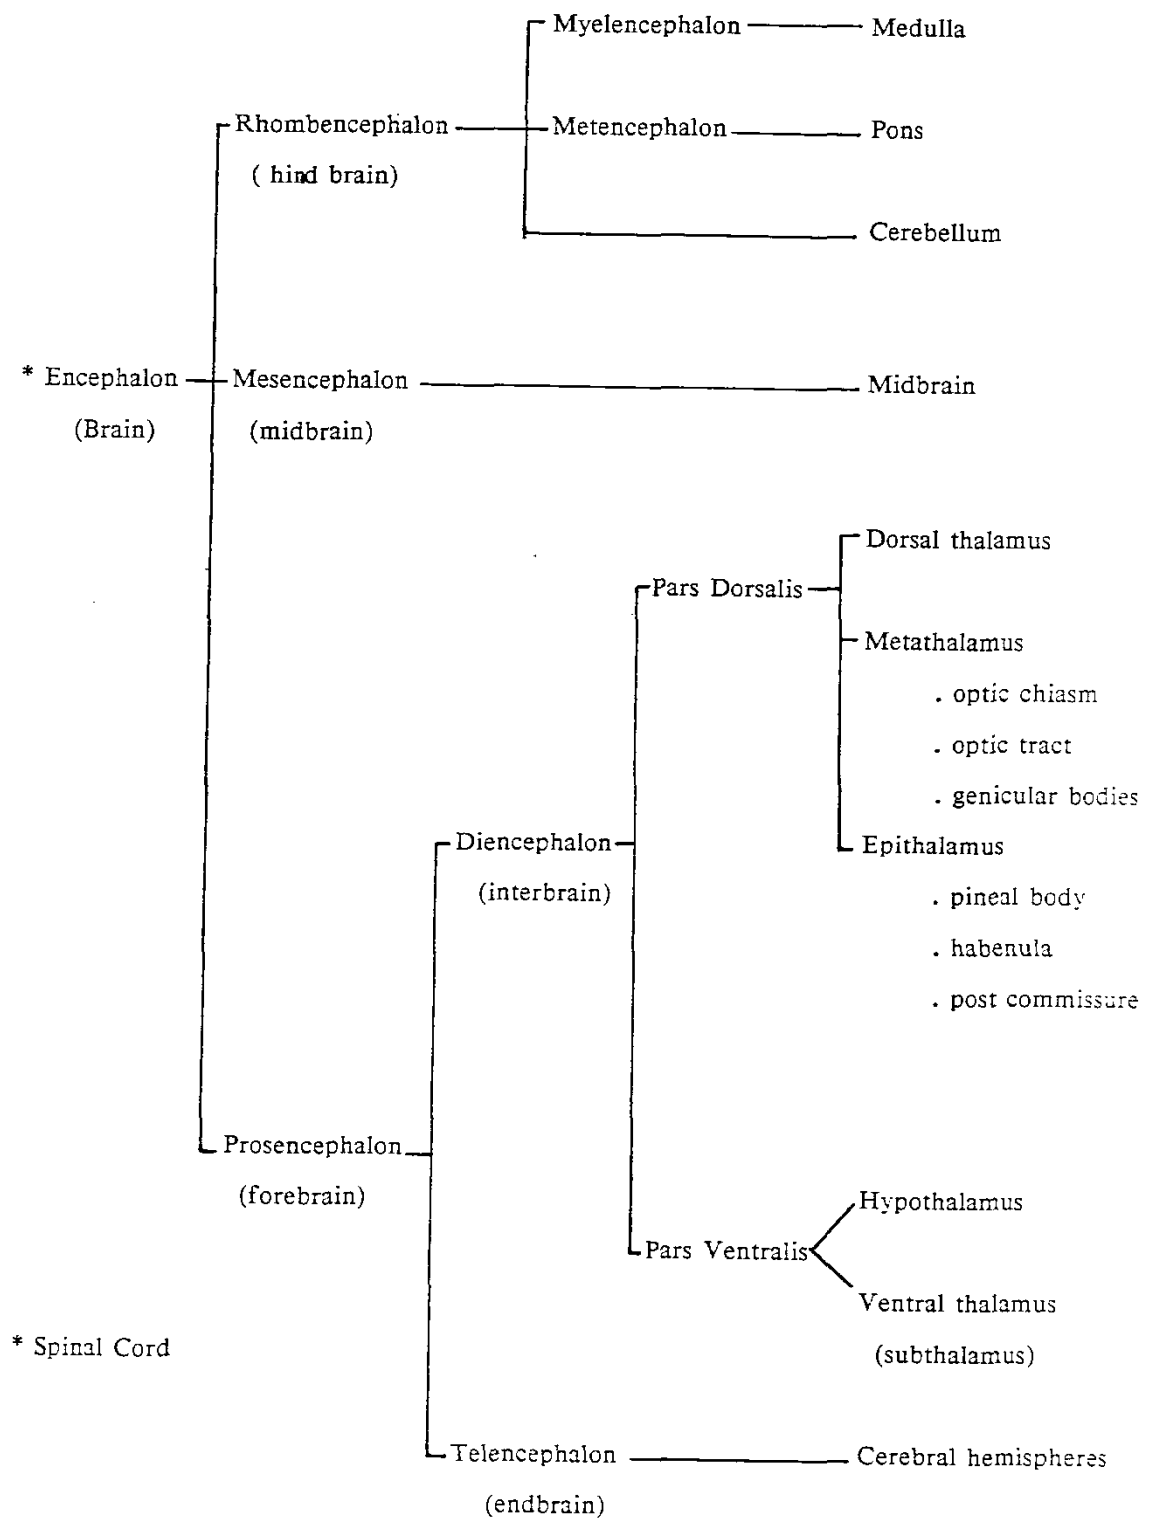 Myelencephalon Medulla
Rhombencephalon Metencephalon Pons
( hind brain)
Cerebellum
* Encephalon Mesencephalon Midbrain
(Brain) (midbrain)
Dorsal thalamus
Pars Dorsalis
Metathalamus
. optic chiasm
. optic tract
. genicular bodies
Diencephalon Epithalamus
(interbrain) . pineal body
. habenula
. post commissure
Prosencephalon
(forebrain) Hypothalamus
Pars Ventralis
Ventral thalamus
* Spinal Cord (subthalamus)
Telencephalon Cerebral hemispheres
(endbrain)